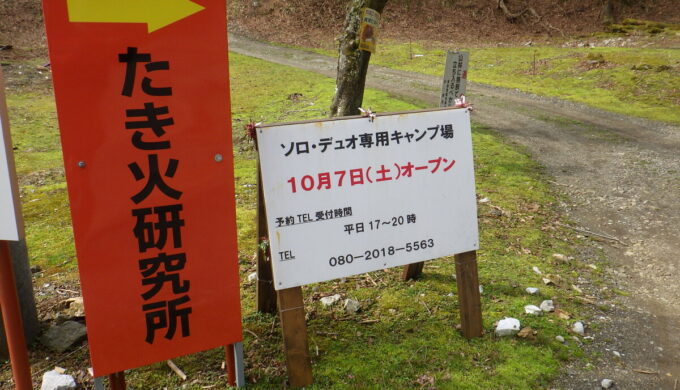 たき火研究所
ソロ・デュオ専用キャンプ場
10月7日(土)オープン
予約TEL受付時間
平日17〜20時
TEL 080-2018-5563